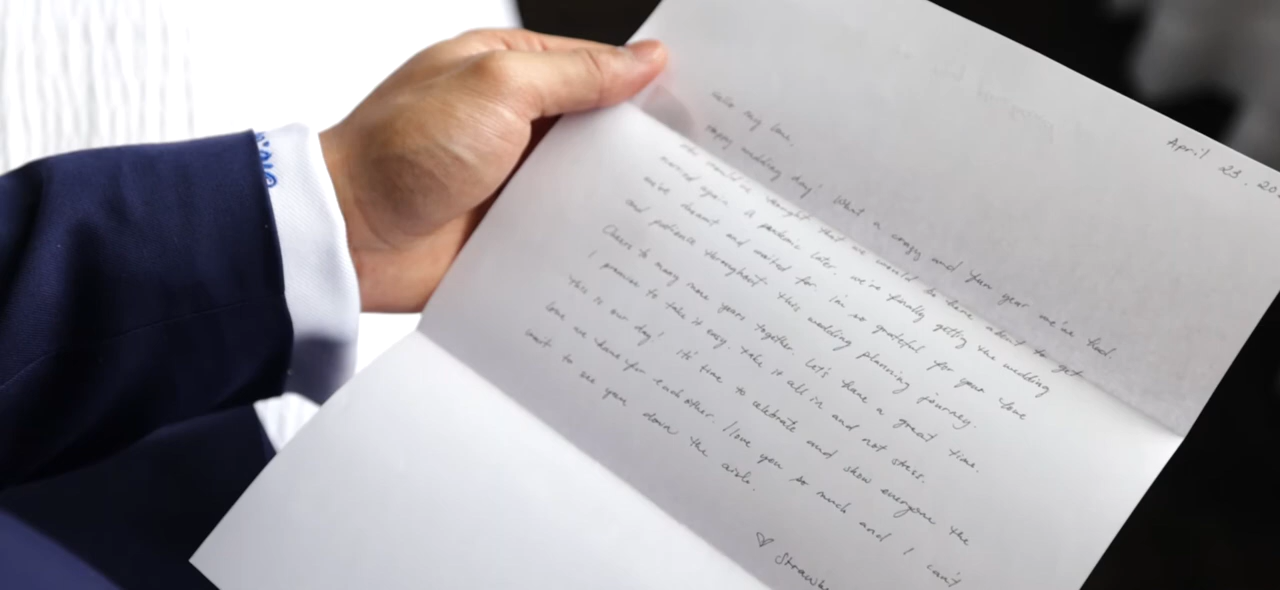 April 23, 20
Hello my love,
Happy wedding day! What a crazy and fun year we've had.
Who would've thought that we would be here about to get
married again. A pandemic later, we're finally getting the wedding
we've dreamt and waited for. I'm so grateful for your love
and patience throughout this wedding planning journey.
Cheers to many more years together. Let's have a great time.
I promise to take it easy, take it all in and not stress.
This is our day! It's time to celebrate and show everyone the
love we have for each other. I love you so much and I can't
wait to see you down the aisle.
♡ Strawb